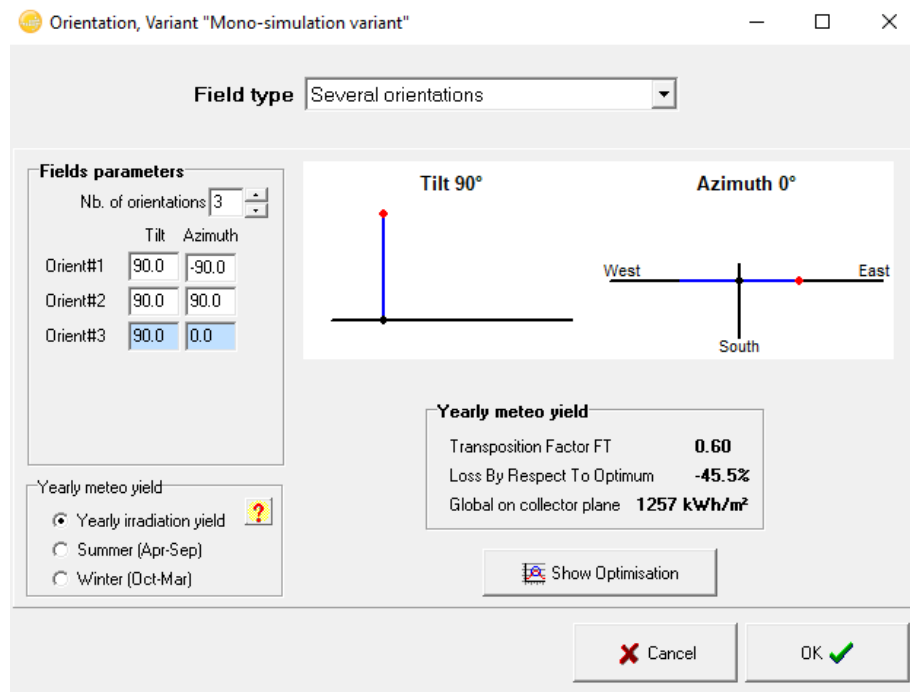 Orientation, Variant "Mono-simulation variant"
Field type Several orientations
Fields parameters
Nb. of orientations 3
Tilt Azimuth
Orient#1 90.0 -90.0
Orient#2 90.0 90.0
Orient#3 90.0 0.0
Tilt 90°
Azimuth 0°
West East
South
Yearly meteo yield
Transposition Factor FT 0.60
Loss By Respect To Optimum -45.5%
Global on collector plane 1257 kWh/m²
Yearly meteo yield
Yearly irradiation yield ?
Summer (Apr-Sep)
Winter (Oct-Mar)
Show Optimisation
Cancel
OK